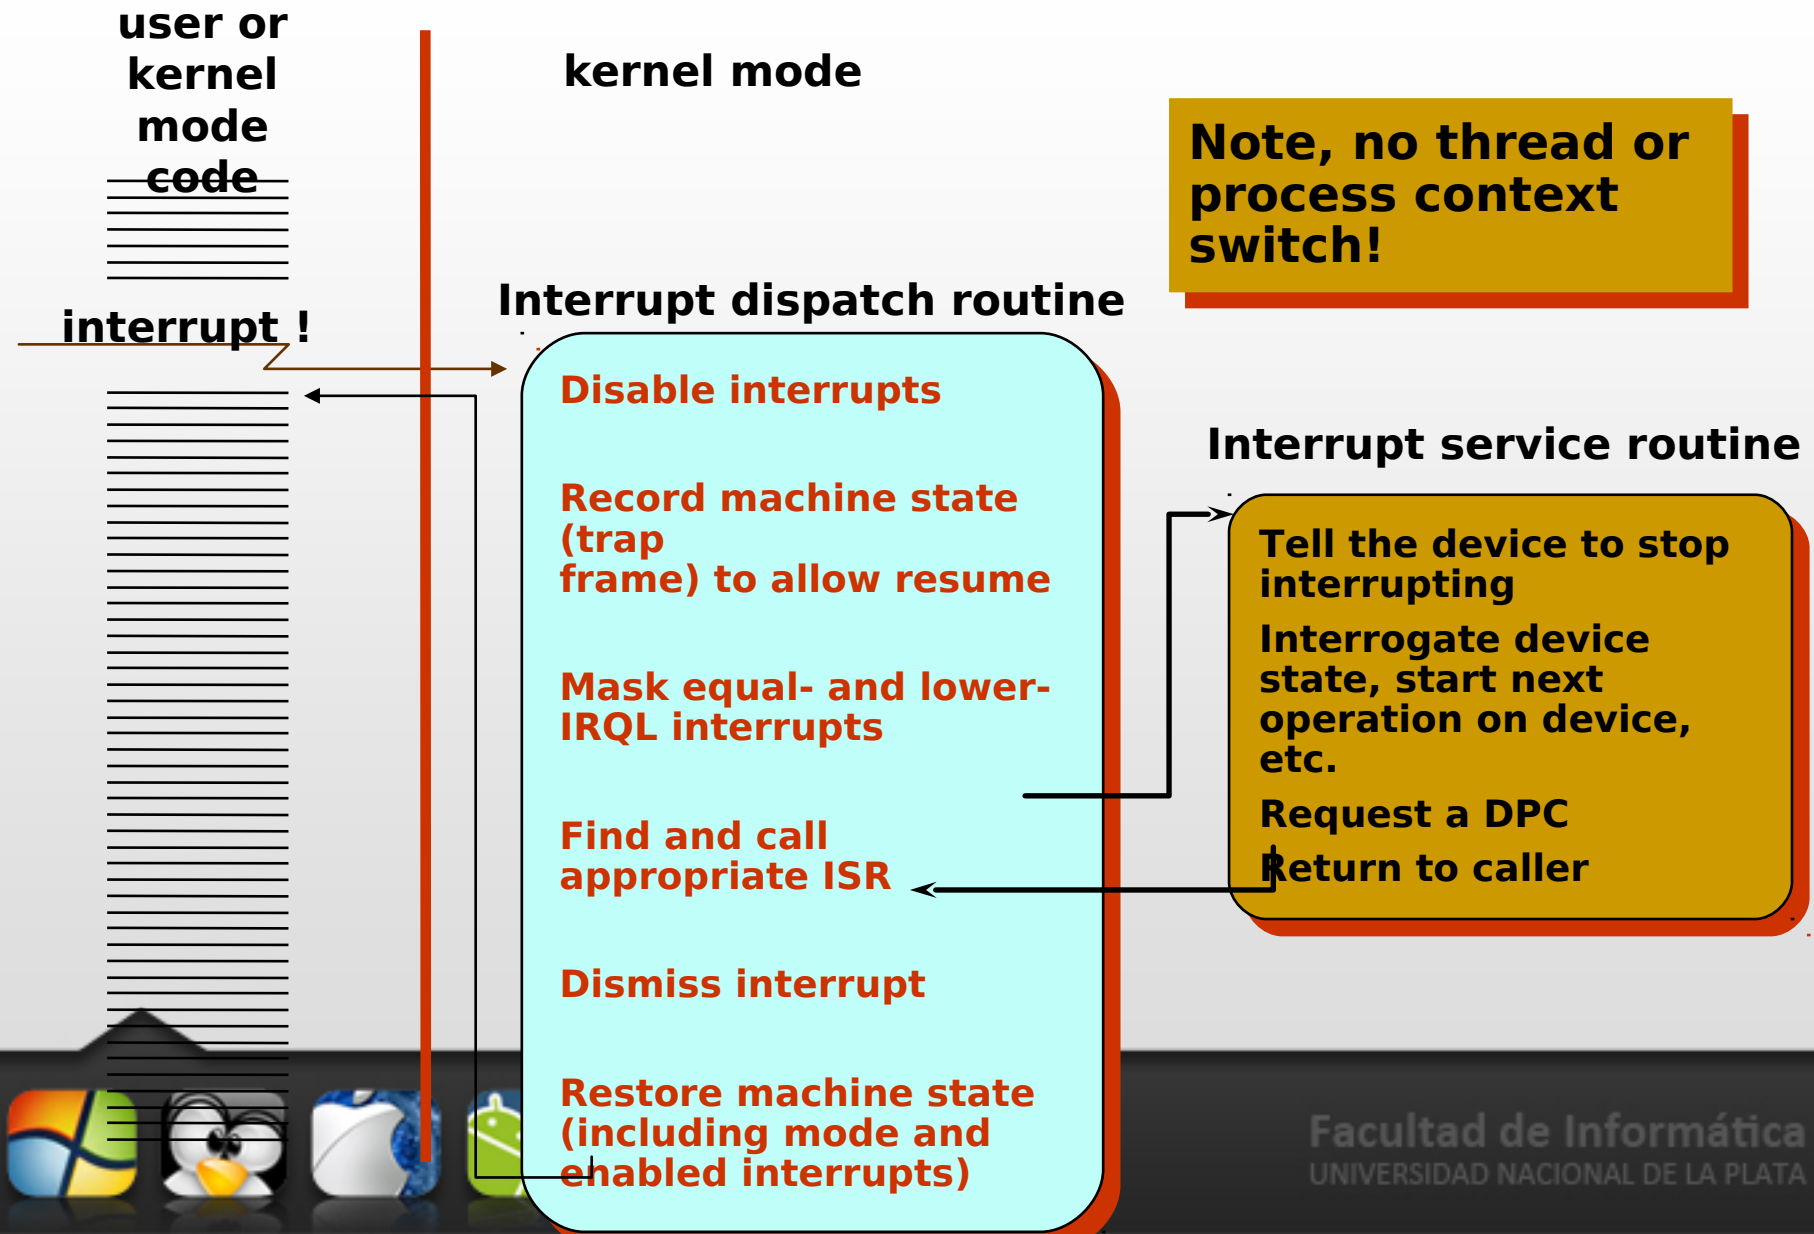 user or
kernel
mode
code
kernel mode
Note, no thread or
process context
switch!
interrupt !
Interrupt dispatch routine
Disable interrupts
Record machine state
(trap
frame) to allow resume
Mask equal- and lower-
IRQL interrupts
Find and call
appropriate ISR
Dismiss interrupt
Restore machine state
(including mode and
enabled interrupts)
Interrupt service routine
Tell the device to stop
interrupting
Interrogate device
state, start next
operation on device,
etc.
Request a DPC
Return to caller
Facultad de Informática
UNIVERSIDAD NACIONAL DE LA PLATA